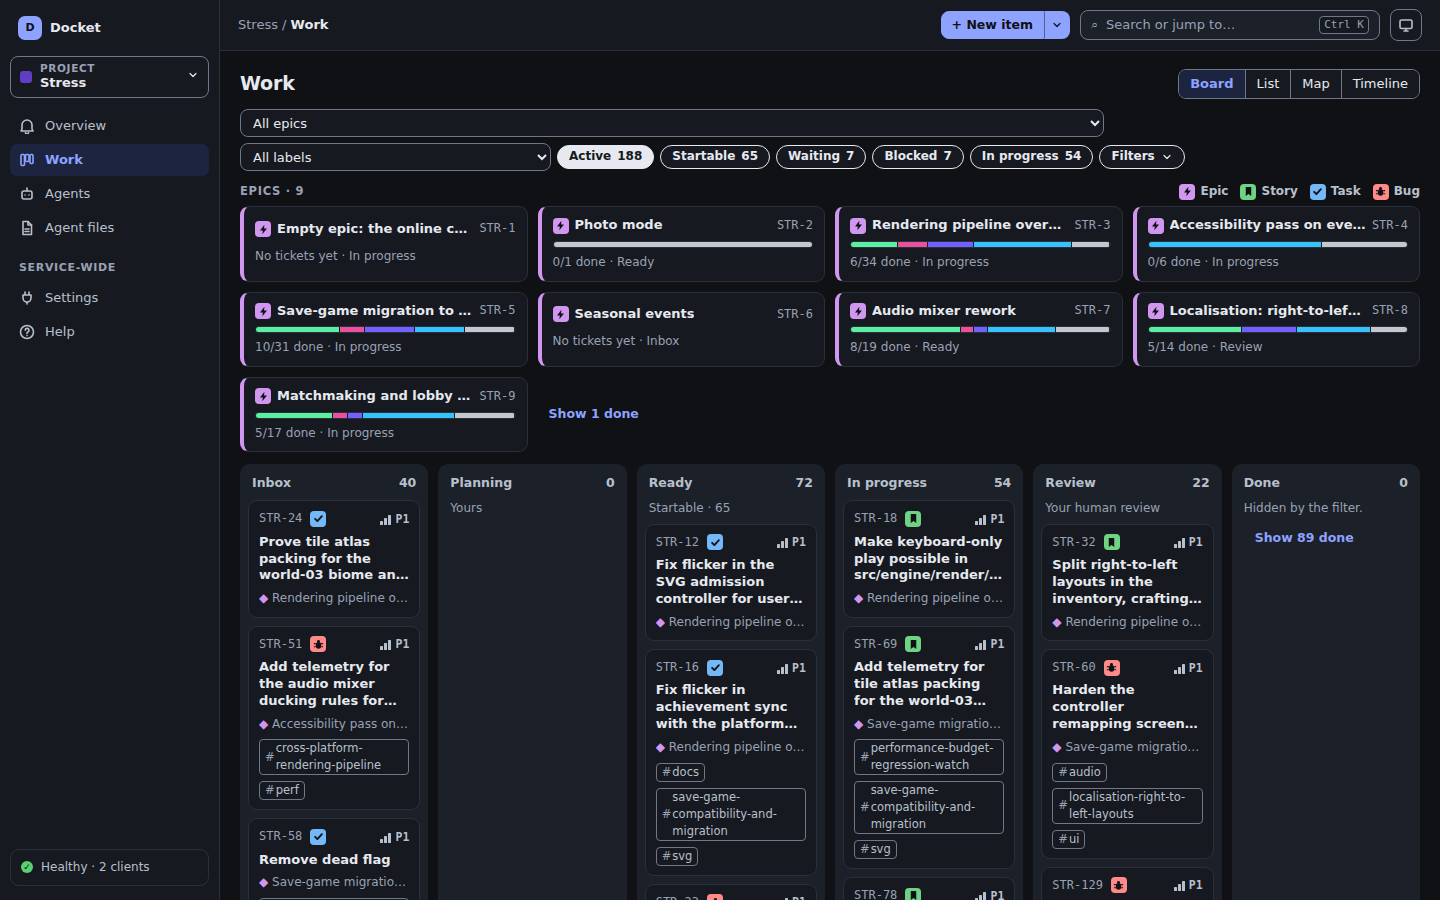 D Docket
PROJECT
Stress
Overview
Work
Agents
Agent files
SERVICE-WIDE
Settings
Help
Healthy · 2 clients
Stress / Work
+ New item
Search or jump to…
Ctrl K
Work
Board List Map Timeline
All epics
All labels
Active 188
Startable 65
Waiting 7
Blocked 7
In progress 54
Filters
EPICS · 9
Epic Story Task Bug
Empty epic: the online c… STR-1
No tickets yet · In progress
Photo mode STR-2
0/1 done · Ready
Rendering pipeline over… STR-3
6/34 done · In progress
Accessibility pass on eve… STR-4
0/6 done · In progress
Save-game migration to … STR-5
10/31 done · In progress
Seasonal events STR-6
No tickets yet · Inbox
Audio mixer rework STR-7
8/19 done · Ready
Localisation: right-to-lef… STR-8
5/14 done · Review
Matchmaking and lobby … STR-9
5/17 done · In progress
Show 1 done
Inbox 40
STR-24 P1
Prove tile atlas
packing for the
world-03 biome an…
Rendering pipeline o…
STR-51 P1
Add telemetry for
the audio mixer
ducking rules for…
Accessibility pass on…
#cross-platform-
rendering-pipeline
#perf
STR-58 P1
Remove dead flag
Save-game migratio…
Planning 0
Yours
Ready 72
Startable · 65
STR-12 P1
Fix flicker in the
SVG admission
controller for user…
Rendering pipeline o…
STR-16 P1
Fix flicker in
achievement sync
with the platform…
Rendering pipeline o…
#docs
#save-game-
compatibility-and-
migration
#svg
In progress 54
STR-18 P1
Make keyboard-only
play possible in
src/engine/render/…
Rendering pipeline o…
STR-69 P1
Add telemetry for
tile atlas packing
for the world-03…
Save-game migratio…
#performance-budget-
regression-watch
#save-game-
compatibility-and-
migration
#svg
STR-78 P1
Review 22
Your human review
STR-32 P1
Split right-to-left
layouts in the
inventory, crafting…
Rendering pipeline o…
STR-60 P1
Harden the
controller
remapping screen…
Save-game migratio…
#audio
#localisation-right-to-
left-layouts
#ui
STR-129 P1
Done 0
Hidden by the filter.
Show 89 done